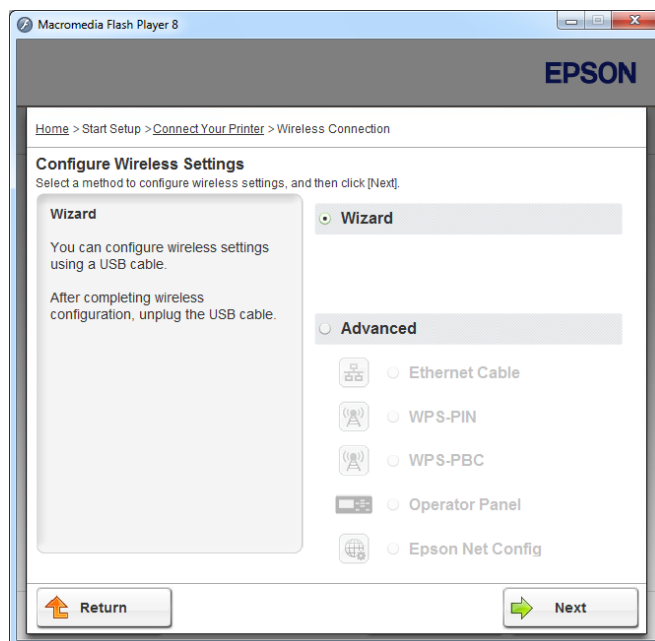 Macromedia Flash Player 8
EPSON
Home > Start Setup >Connect Your Printer > Wireless Connection
Configure Wireless Settings
Select a method to configure wireless settings, and then click [Next].
Wizard
You can configure wireless settings
using a USB cable.
After completing wireless
configuration, unplug the USB cable.
Wizard
Advanced
Ethernet Cable
WPS-PIN
WPS-PBC
Operator Panel
Epson Net Config
Return
Next